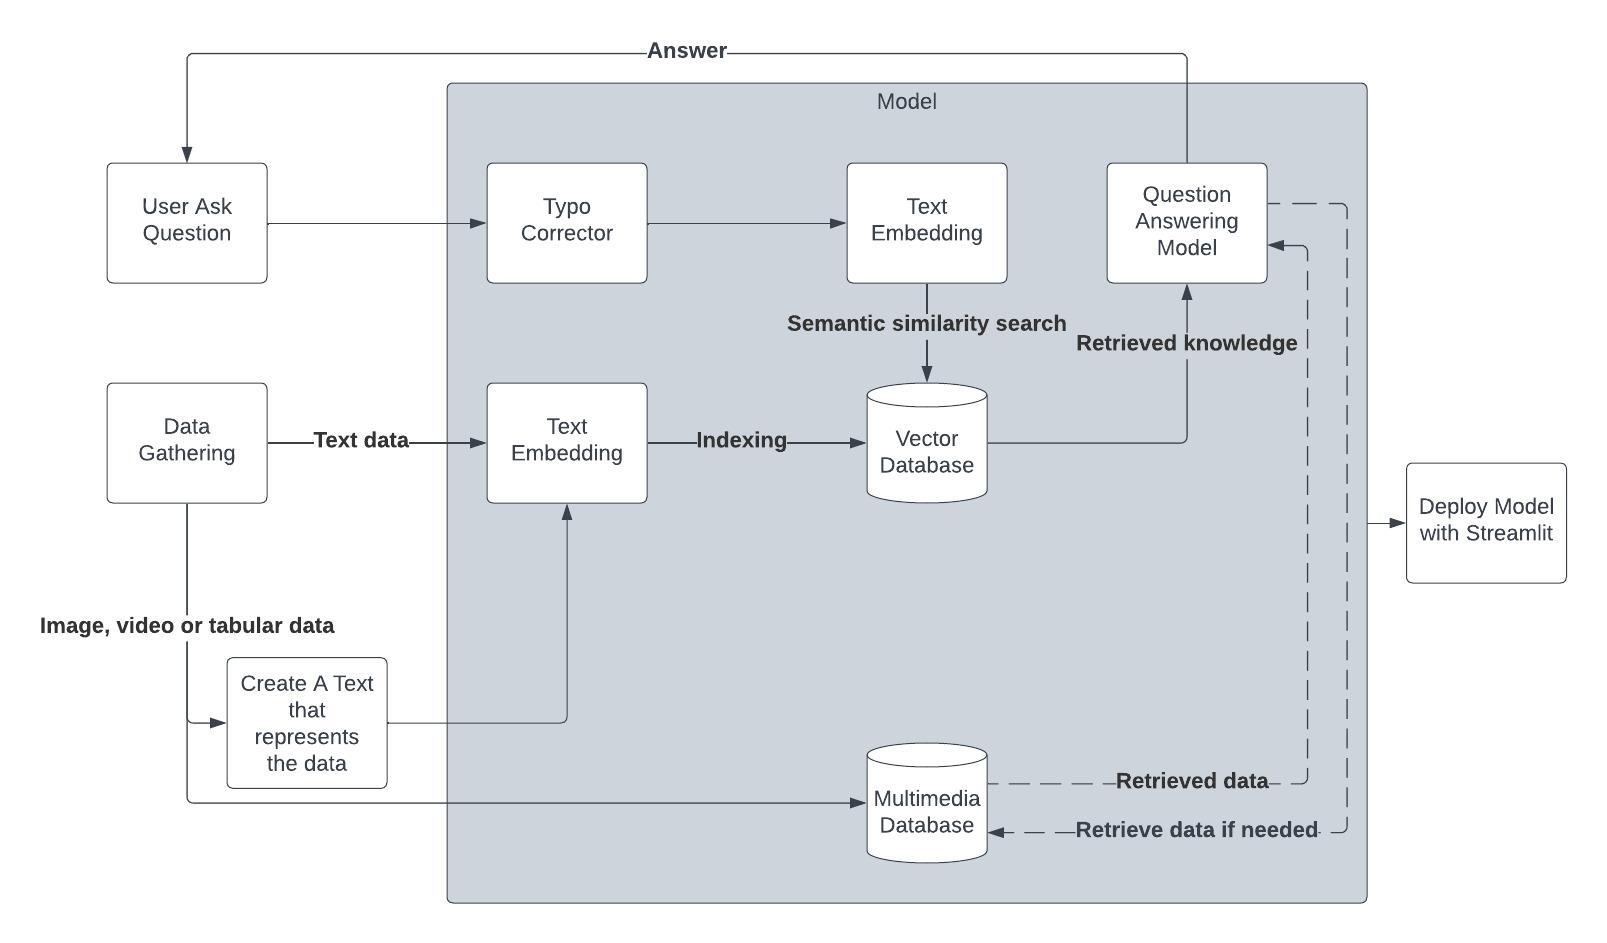 Answer
Model
User Ask
Question
Typo
Corrector
Text
Embedding
Question
Answering
Model
Semantic similarity search
Retrieved knowledge
Data
Gathering
Text data
Text
Embedding
Indexing
Vector
Database
Deploy Model
with Streamlit
Image, video or tabular data
Create A Text
that
represents
the data
Multimedia
Database
Retrieved data
Retrieve data if needed